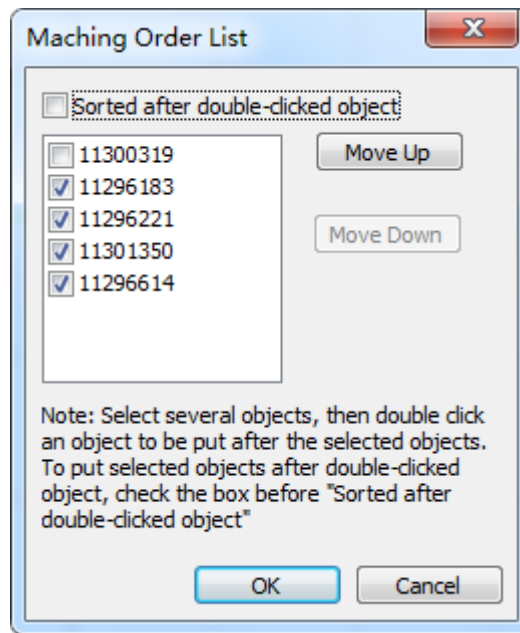 Maching Order List
Sorted after double-clicked object
11300319
Move Up
11296183
11296221
Move Down
11301350
11296614
Note: Select several objects, then double click
an object to be put after the selected objects.
To put selected objects after double-clicked
object, check the box before "Sorted after
double-clicked object"
OK
Cancel